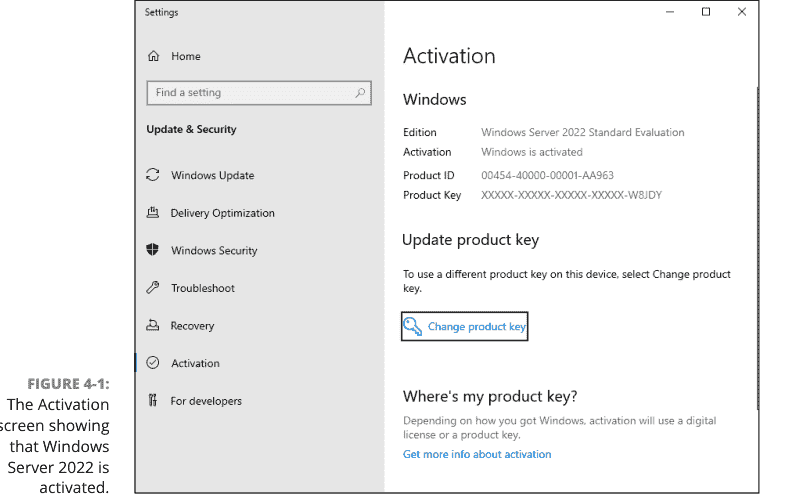 Settings
Home
Find a setting
Update & Security
Windows Update
Delivery Optimization
Windows Security
Troubleshoot
Recovery
Activation
For developers
Activation
Windows
Edition Windows Server 2022 Standard Evaluation
Activation Windows is activated
Product ID 00454-40000-00001-AA963
Product Key XXXXX-XXXXX-XXXXX-XXXXX-W8JDY
Update product key
To use a different product key on this device, select Change product
key.
Change product key
Where's my product key?
Depending on how you got Windows, activation will use a digital
license or a product key.
Get more info about activation
FIGURE 4-1:
The Activation
screen showing
that Windows
Server 2022 is
activated.